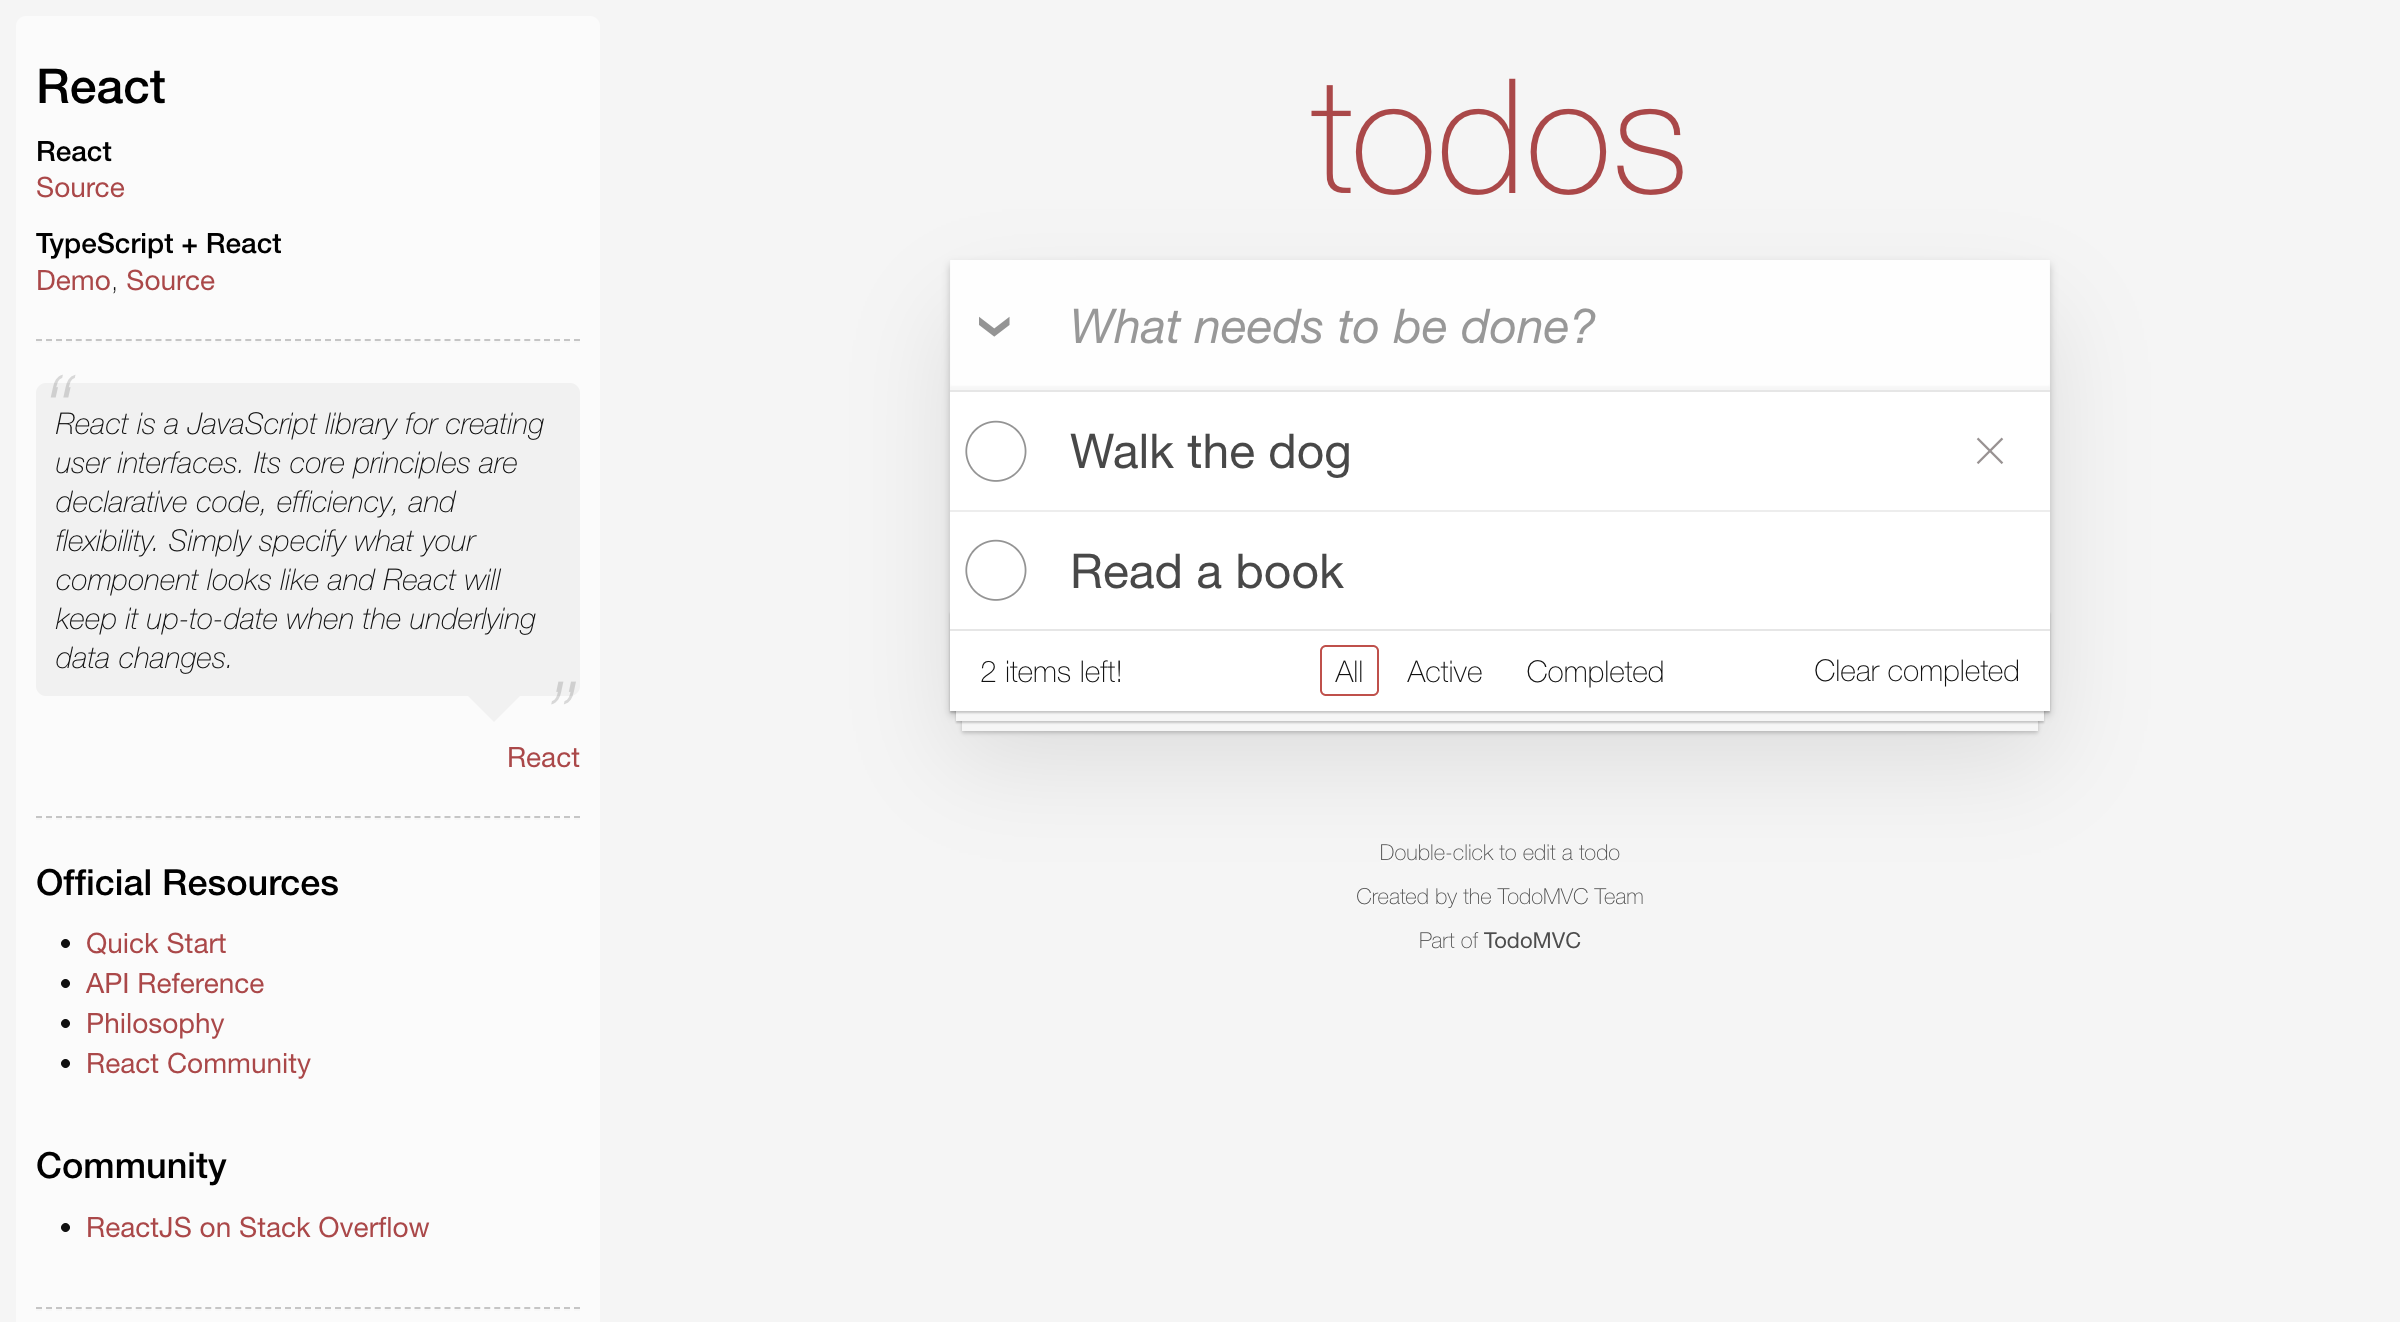 React
React
Source
TypeScript + React
Demo, Source
“
React is a JavaScript library for creating
user interfaces. Its core principles are
declarative code, efficiency, and
flexibility. Simply specify what your
component looks like and React will
keep it up-to-date when the underlying
data changes.
”
React
Official Resources
• Quick Start
• API Reference
• Philosophy
• React Community
Community
• ReactJS on Stack Overflow
todos
What needs to be done?
Walk the dog
Read a book
2 items left!
All
Active
Completed
Clear completed
Double-click to edit a todo
Created by the TodoMVC Team
Part of TodoMVC